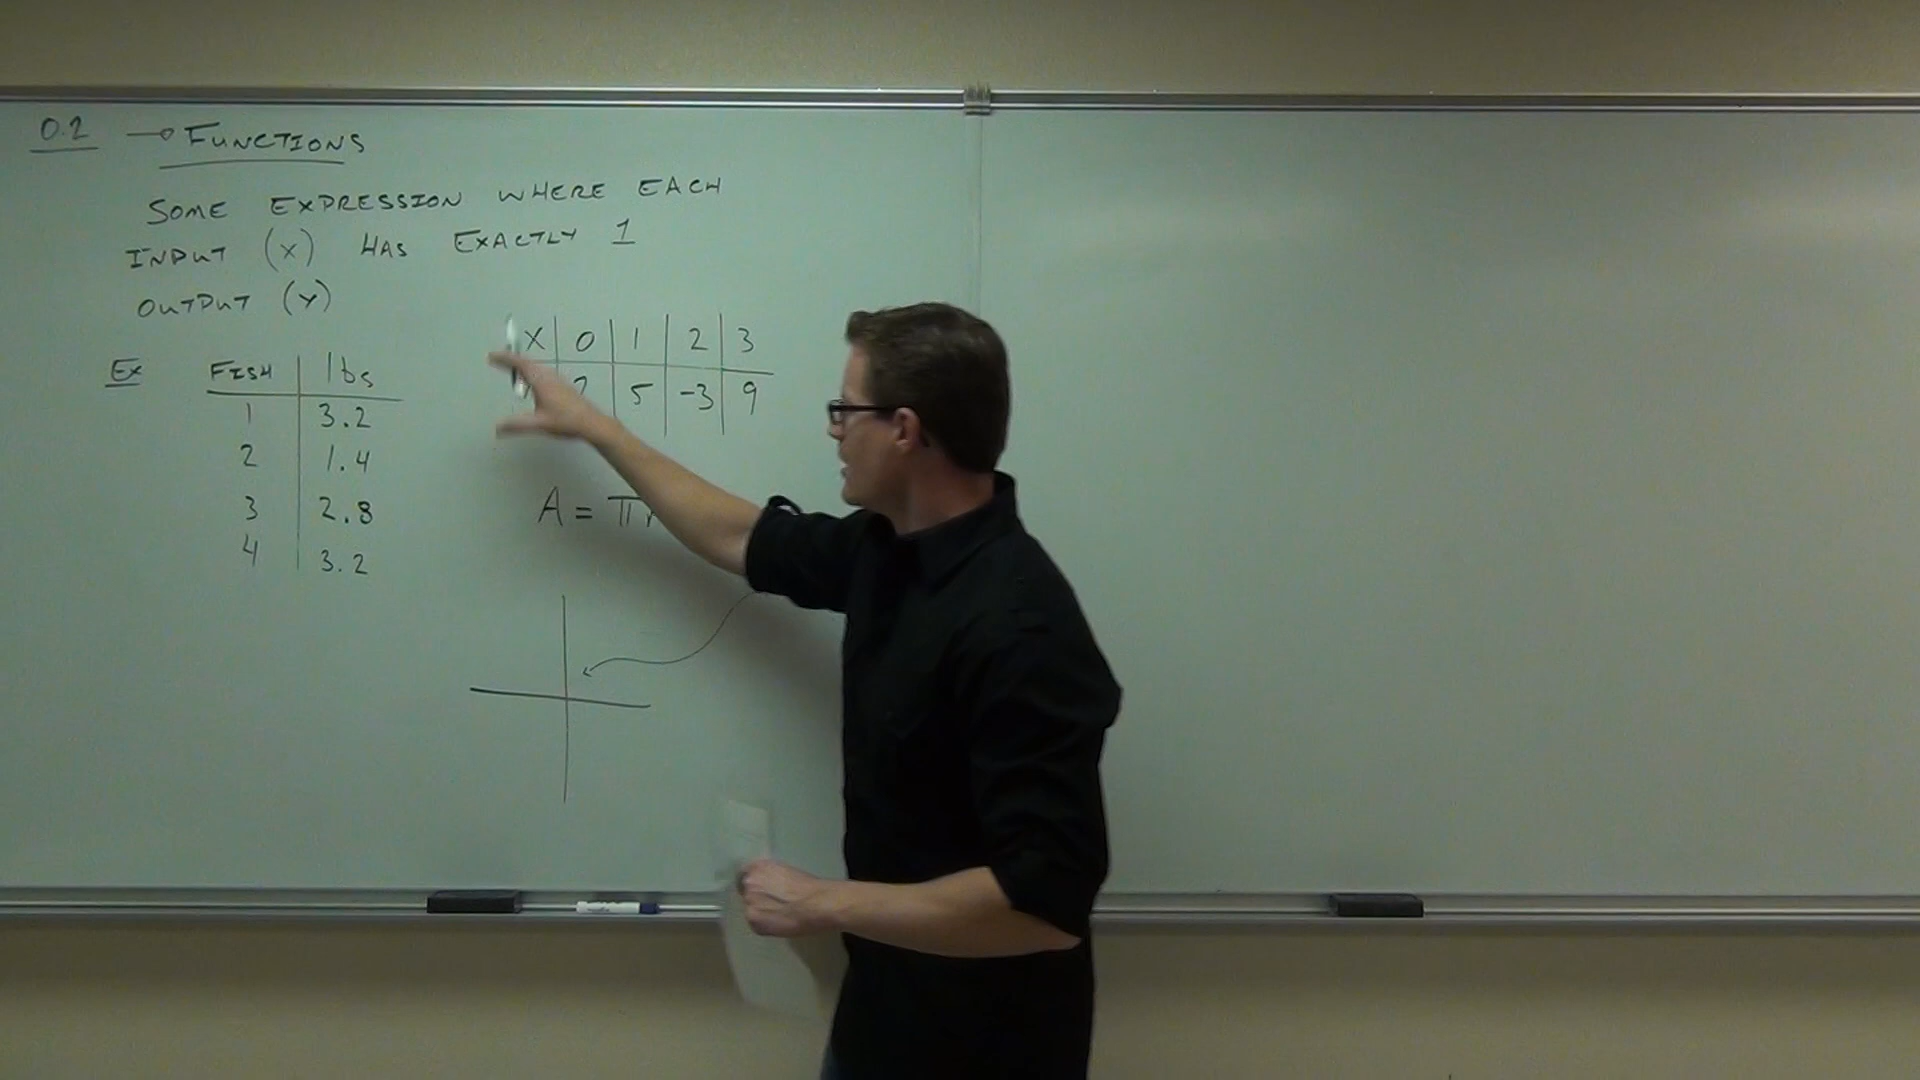 0.2 → FUNCTIONS
SOME EXPRESSION WHERE EACH
INPUT (X) HAS EXACTLY 1
OUTPUT (Y)
EX
FISH lbs
1 3.2
2 1.4
3 2.8
4 3.2
X 0 1 2 3
5 -3 9
A = πr